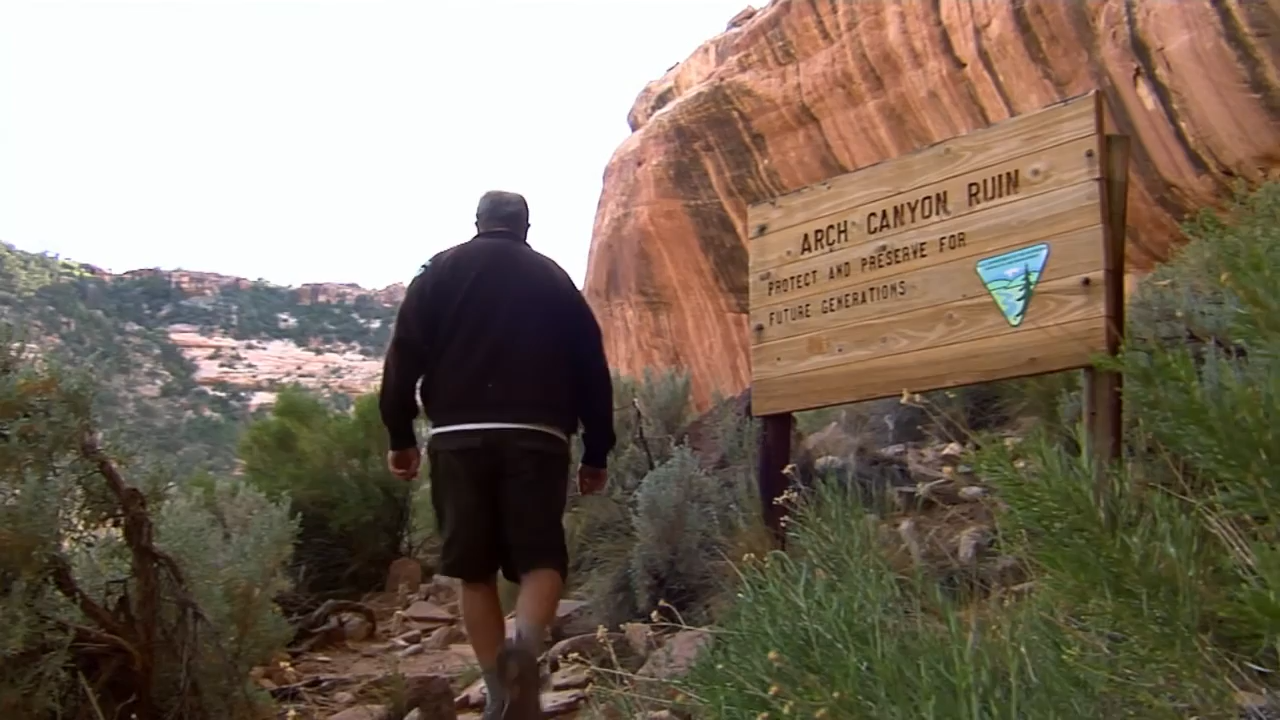 ARCH CANYON RUIN
PROTECT AND PRESERVE FOR
FUTURE GENERATIONS